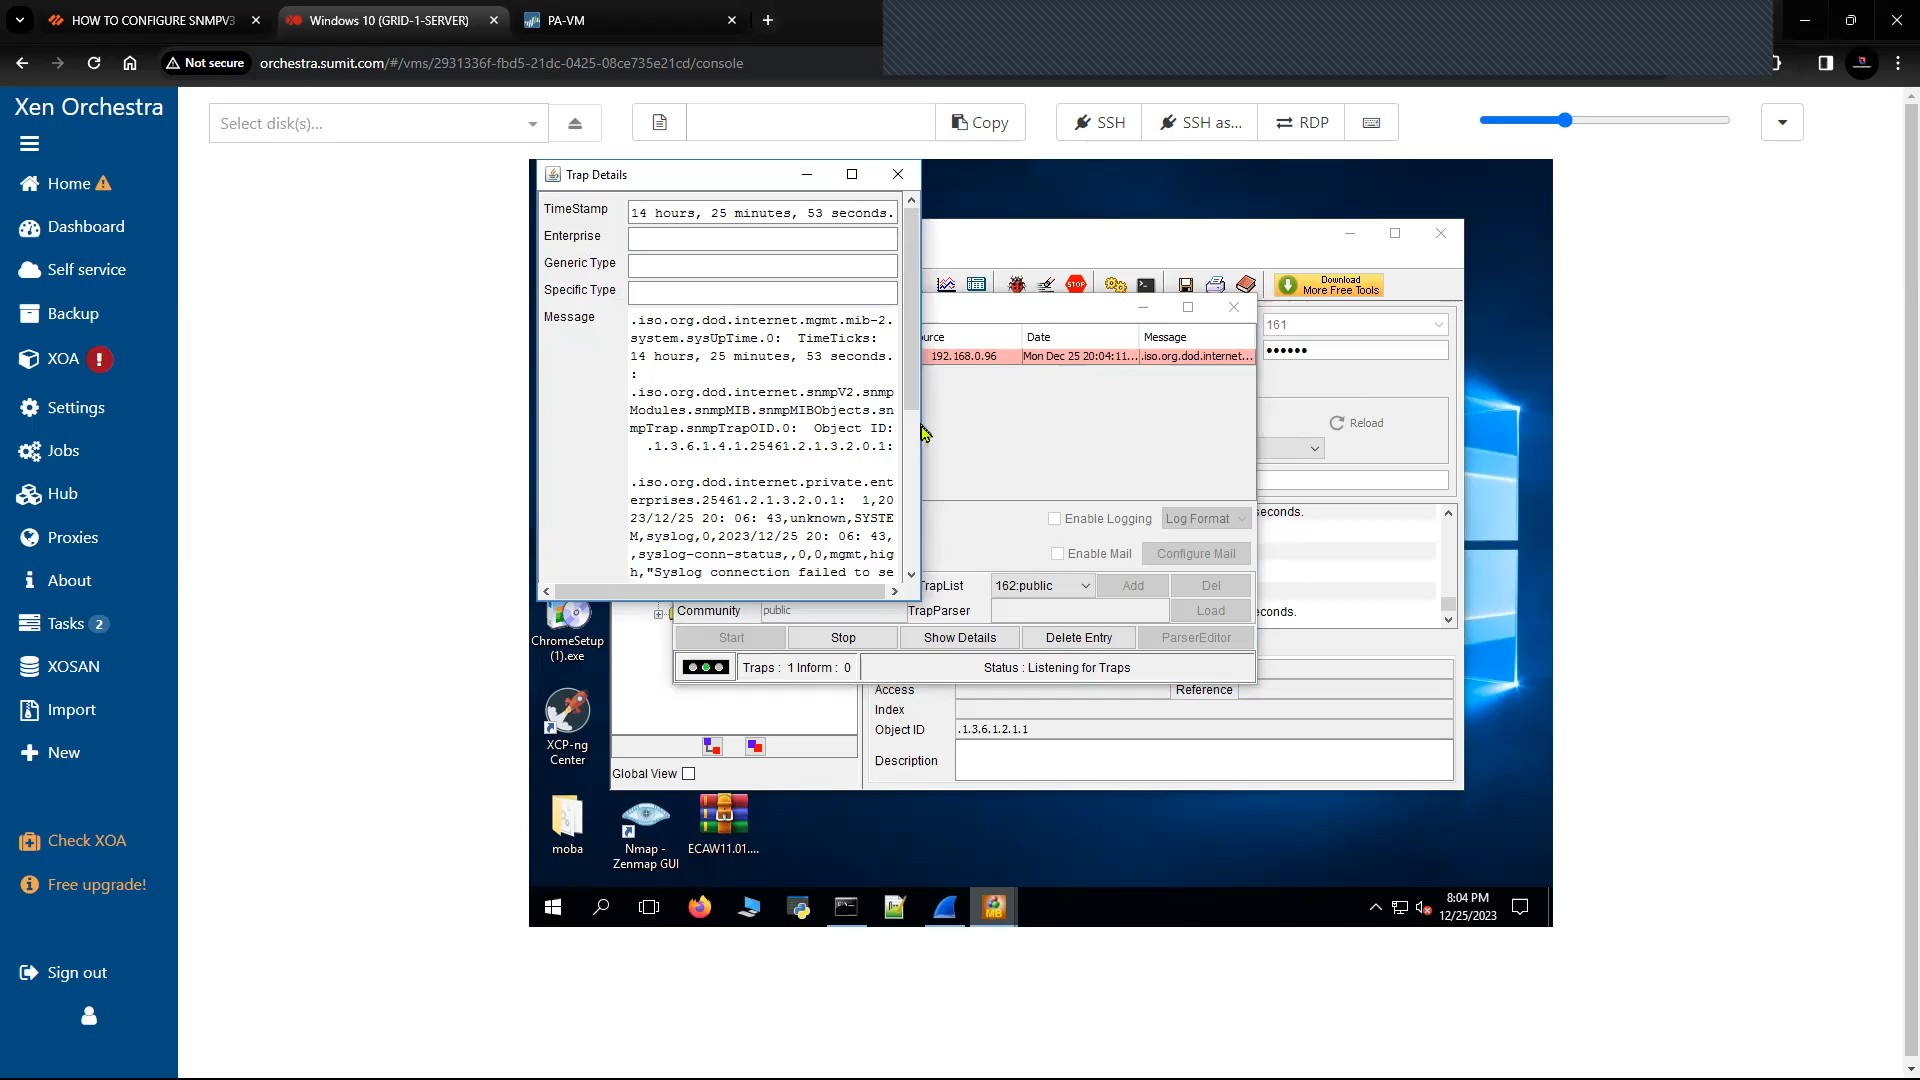 HOW TO CONFIGURE SNMPV3
Windows 10 (GRID-1-SERVER)
PA-VM
Not secure
orchestra.sumit.com/#/vms/2931336f-fbd5-21dc-0425-08ce735e21cd/console
Xen Orchestra
Home
Dashboard
Self service
Backup
XOA
Settings
Jobs
Hub
Proxies
About
Tasks 2
XOSAN
Import
New
Check XOA
Free upgrade!
Sign out
Select disk(s)...
Copy
SSH
SSH as...
RDP
Trap Details
TimeStamp
14 hours, 25 minutes, 53 seconds.
Enterprise
Generic Type
Specific Type
Message
.iso.org.dod.internet.mgmt.mib-2.
system.sysUpTime.0: TimeTicks:
14 hours, 25 minutes, 53 seconds.
:
.iso.org.dod.internet.snmpV2.snmp
Modules.snmpMIB.snmpMIBObjects.sn
mpTrap.snmpTrapOID.0: Object ID:
.1.3.6.1.4.1.25461.2.1.3.2.0.1:
.iso.org.dod.internet.private.ent
erprises.25461.2.1.3.2.0.1: 1,20
23/12/25 20: 06: 43,unknown,SYSTE
M,syslog,0,2023/12/25 20: 06: 43,
,syslog-conn-status,,0,0,mgmt,hig
h,"Syslog connection failed to se
STOP
Download
More Free Tools
161
••••••
Reload
urce
Date
Message
192.168.0.96
Mon Dec 25 20:04:11...
.iso.org.dod.internet...
Enable Logging
Log Format
Enable Mail
Configure Mail
TrapList
162:public
Add
Del
Community
public
TrapParser
Load
Start
Stop
Show Details
Delete Entry
ParserEditor
Traps : 1 Inform : 0
Status : Listening for Traps
seconds.
econds.
Access
Reference
Index
Object ID
.1.3.6.1.2.1.1
Description
Global View
ChromeSetup
(1).exe
XCP-ng
Center
moba
Nmap -
Zenmap GUI
ECAW11.01....
MB
8:04 PM
12/25/2023